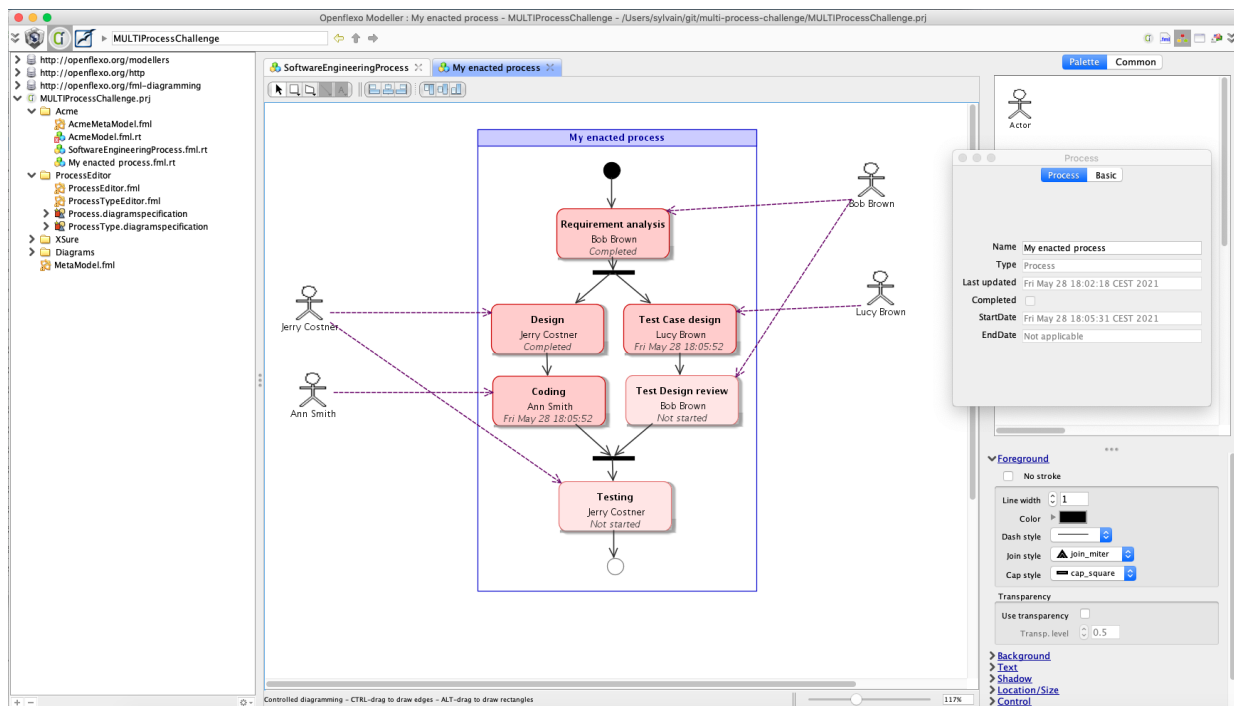 Openflexo Modeller : My enacted process - MULTIProcessChallenge - /Users/sylvain/git/multi-process-challenge/MULTIProcessChallenge.prj
MULTIProcessChallenge
http://openflexo.org/modellers
http://openflexo.org/http
http://openflexo.org/fml-diagramming
MULTIProcessChallenge.prj
Acme
AcmeMetaModel.fml
AcmeModel.fml.rt
SoftwareEngineeringProcess.fml.rt
My enacted process.fml.rt
ProcessEditor
ProcessEditor.fml
ProcessTypeEditor.fml
Process.diagramspecification
ProcessType.diagramspecification
XSure
Diagrams
MetaModel.fml
SoftwareEngineeringProcess
My enacted process
My enacted process
Bob Brown
Requirement analysis
Bob Brown
Completed
Jerry Costner
Lucy Brown
Design
Jerry Costner
Completed
Test Case design
Lucy Brown
Fri May 28 18:05:52
Ann Smith
Coding
Ann Smith
Fri May 28 18:05:52
Test Design review
Bob Brown
Not started
Testing
Jerry Costner
Not started
Controlled diagramming - CTRL-drag to draw edges - ALT-drag to draw rectangles
117%
Palette
Common
Actor
Process
Process
Basic
Name My enacted process
Type Process
Last updated Fri May 28 18:02:18 CEST 2021
Completed
StartDate Fri May 28 18:05:31 CEST 2021
EndDate Not applicable
Foreground
No stroke
Line width 1
Color
Dash style
Join style join_miter
Cap style cap_square
Transparency
Use transparency
Transp. level 0.5
Background
Text
Shadow
Location/Size
Control